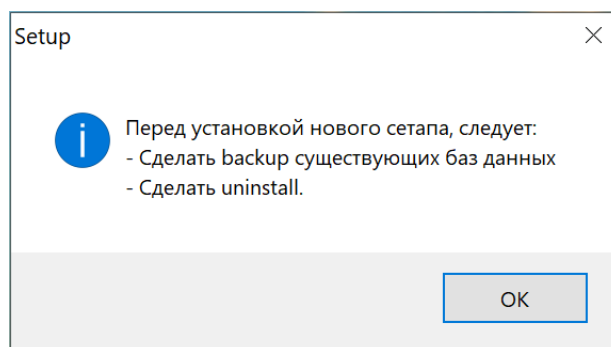 Setup
Перед установкой нового сетапа, следует:
- Сделать backup существующих баз данных
- Сделать uninstall.
OK